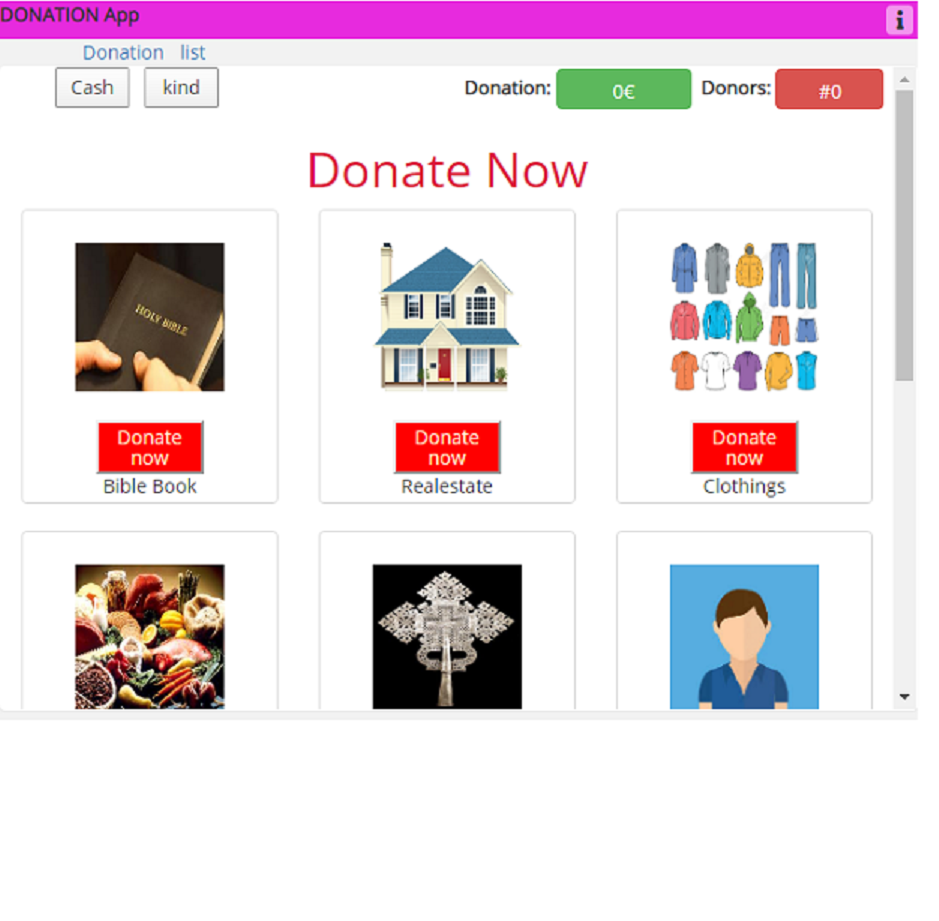 DONATION App
i
Donation list
Cash kind Donation: 0€ Donors: #0
Donate Now
HOLY BIBLE
Donate
now
Bible Book
Donate
now
Realestate
Donate
now
Clothings